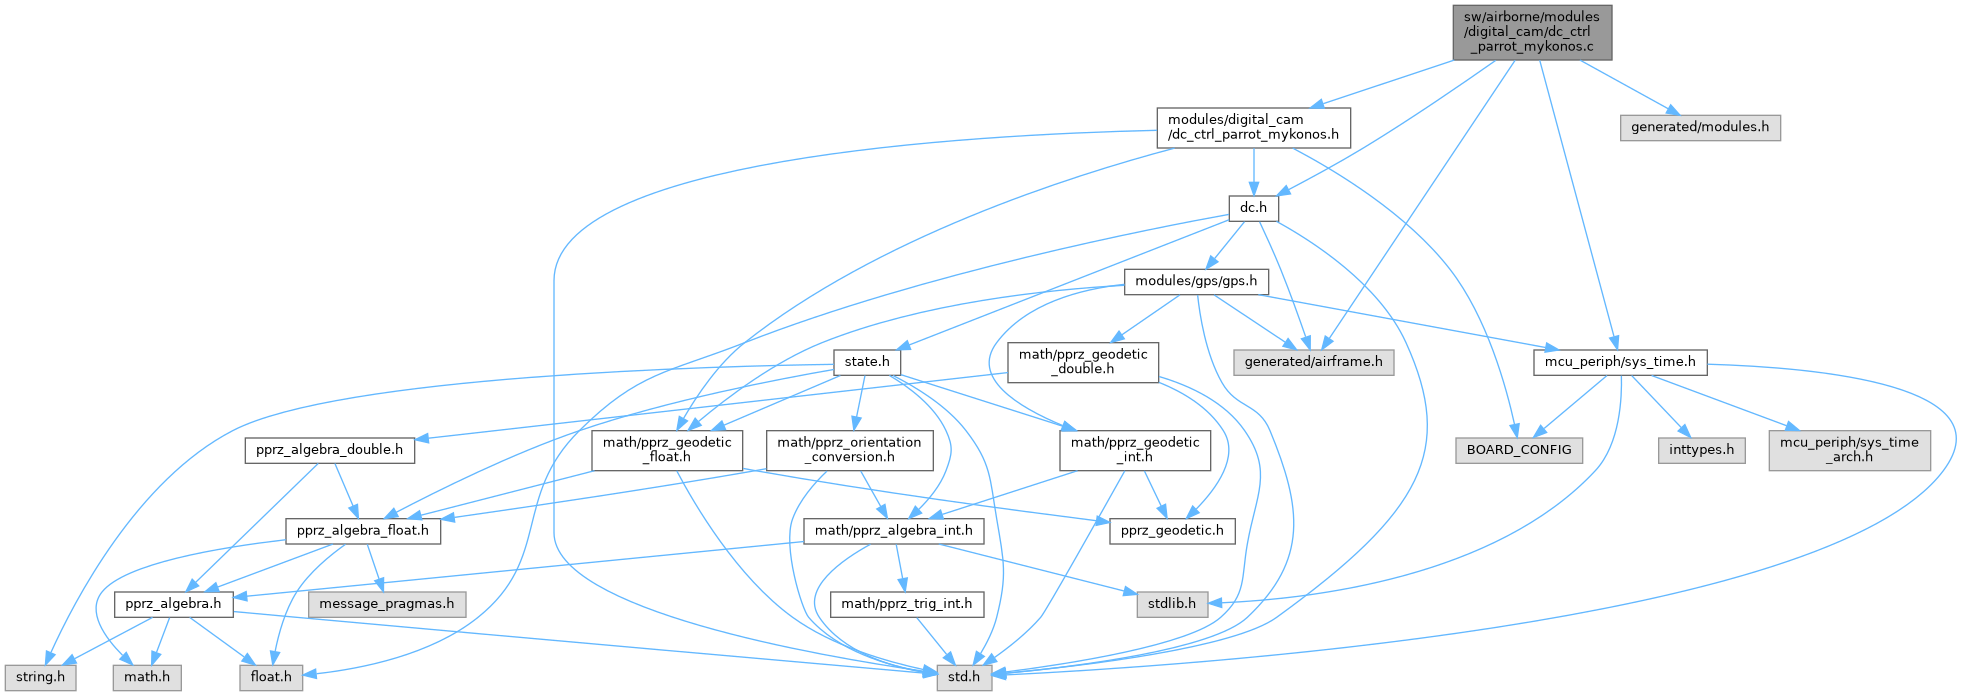 sw/airborne/modules
/digital_cam/dc_ctrl
_parrot_mykonos.c
modules/digital_cam
/dc_ctrl_parrot_mykonos.h
generated/modules.h
dc.h
modules/gps/gps.h
state.h
math/pprz_geodetic
_double.h
generated/airframe.h
mcu_periph/sys_time.h
pprz_algebra_double.h
math/pprz_geodetic
_float.h
math/pprz_orientation
_conversion.h
math/pprz_geodetic
_int.h
BOARD_CONFIG
inttypes.h
mcu_periph/sys_time
_arch.h
pprz_algebra_float.h
math/pprz_algebra_int.h
pprz_geodetic.h
pprz_algebra.h
message_pragmas.h
math/pprz_trig_int.h
stdlib.h
string.h
math.h
float.h
std.h